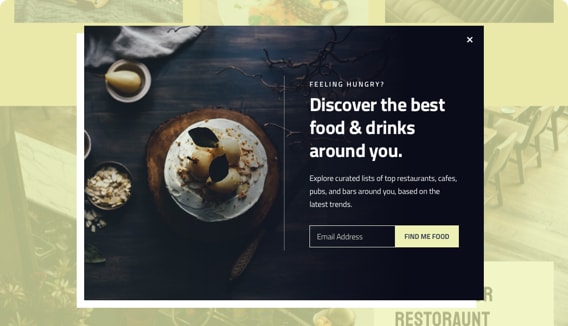 ×
FEELING HUNGRY?
Discover the best
food & drinks
around you.
Explore curated lists of top restaurants, cafes,
pubs, and bars around you, based on the
latest trends.
Email Address
FIND ME FOOD
R
RESTORAUNT